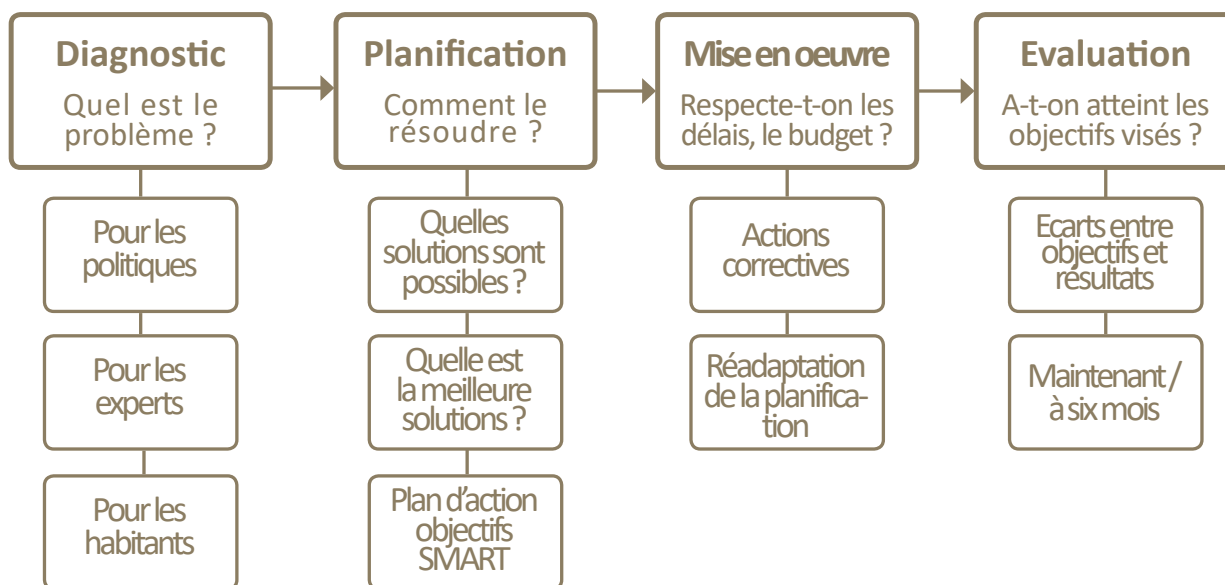 Diagnostic
Quel est le
problème ?
Pour les
politiques
Pour les
experts
Pour les
habitants
Planification
Comment le
résoudre ?
Quelles
solutions sont
possibles ?
Quelle est
la meilleure
solutions ?
Plan d’action
objectifs
SMART
Mise en oeuvre
Respecte-t-on les
délais, le budget ?
Actions
correctives
Réadaptation
de la planifica-
tion
Evaluation
A-t-on atteint les
objectifs visés ?
Ecarts entre
objectifs et
résultats
Maintenant /
à six mois